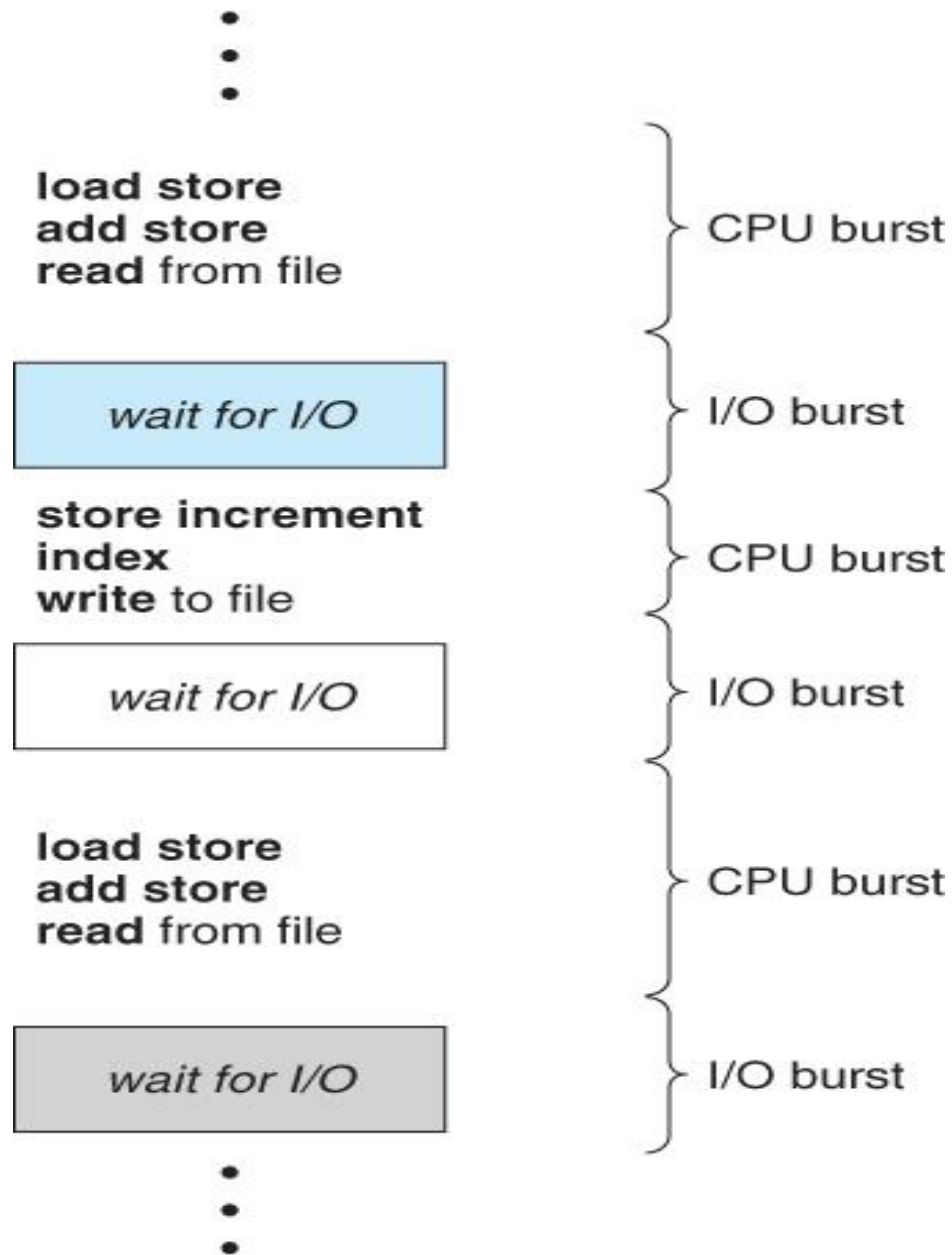 load store
add store
read from file
CPU burst
wait for I/O
I/O burst
store increment
index
write to file
CPU burst
wait for I/O
I/O burst
load store
add store
read from file
CPU burst
wait for I/O
I/O burst